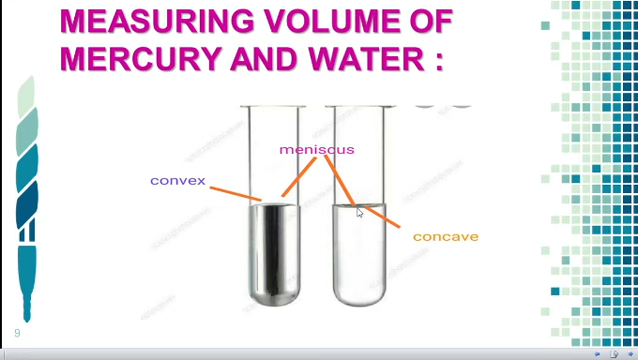 MEASURING VOLUME OF
MERCURY AND WATER :
meniscus
convex
concave
9